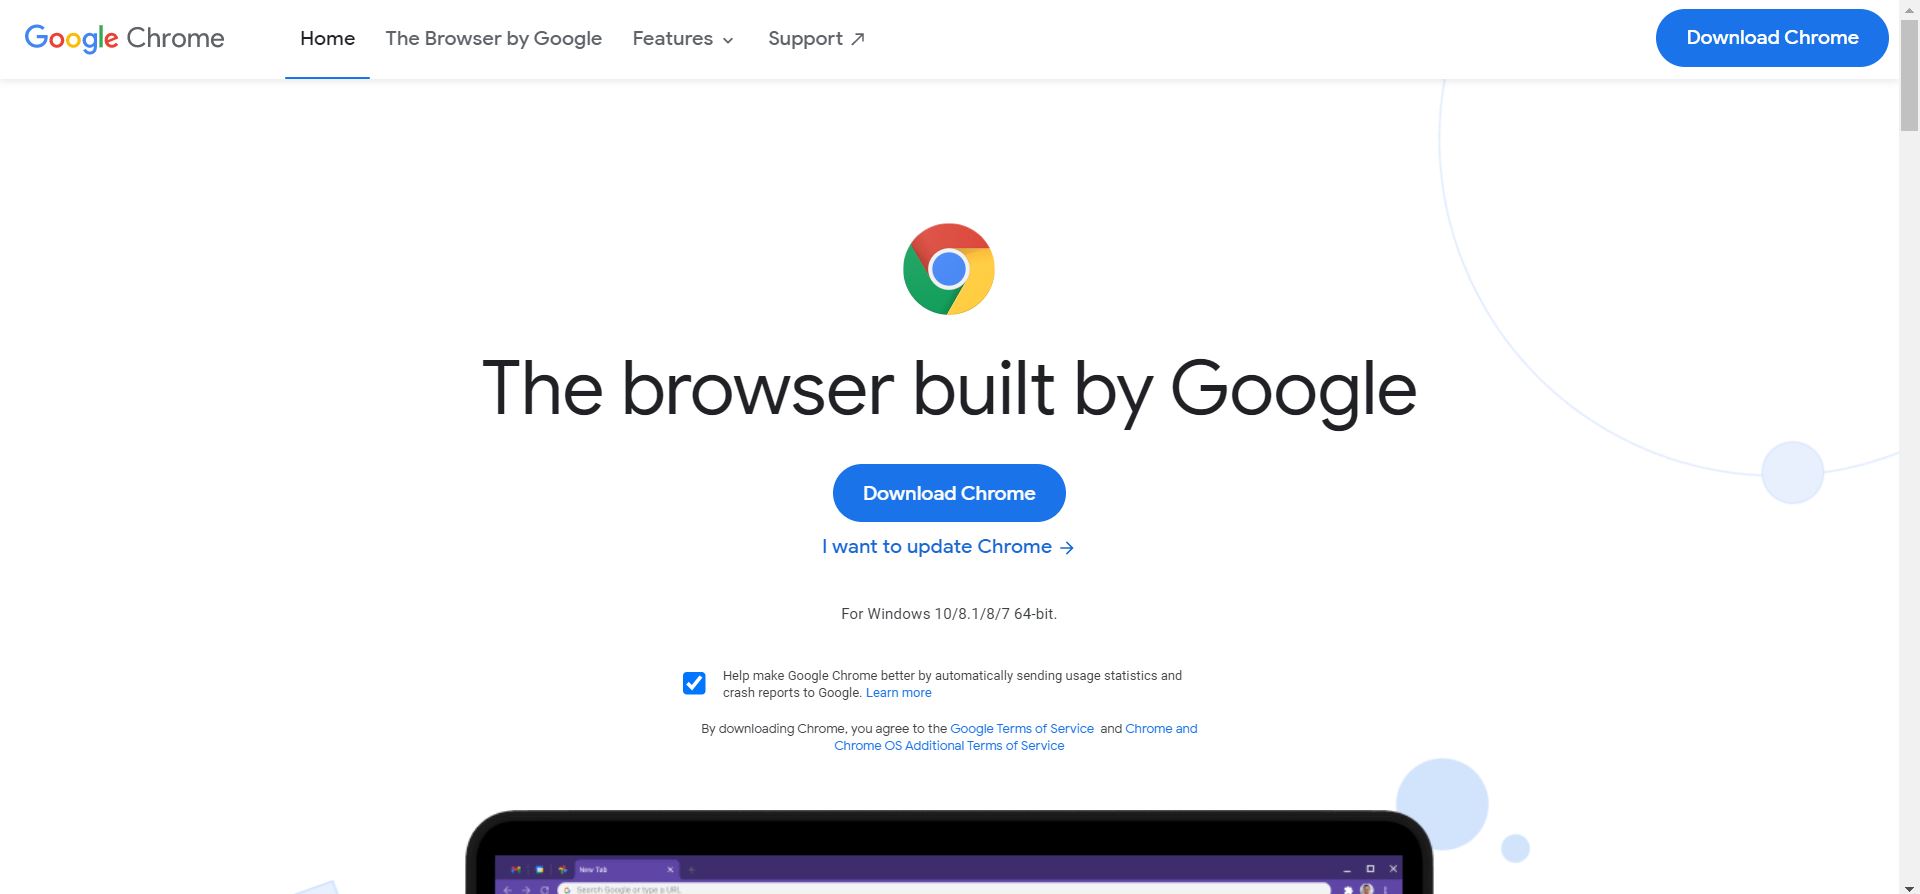 Google Chrome
Home
The Browser by Google
Features
Support
Download Chrome
The browser built by Google
Download Chrome
I want to update Chrome
For Windows 10/8.1/8/7 64-bit.
Help make Google Chrome better by automatically sending usage statistics and
crash reports to Google. Learn more
By downloading Chrome, you agree to the Google Terms of Service and Chrome and
Chrome OS Additional Terms of Service
New Tab
Search Google or type a URL